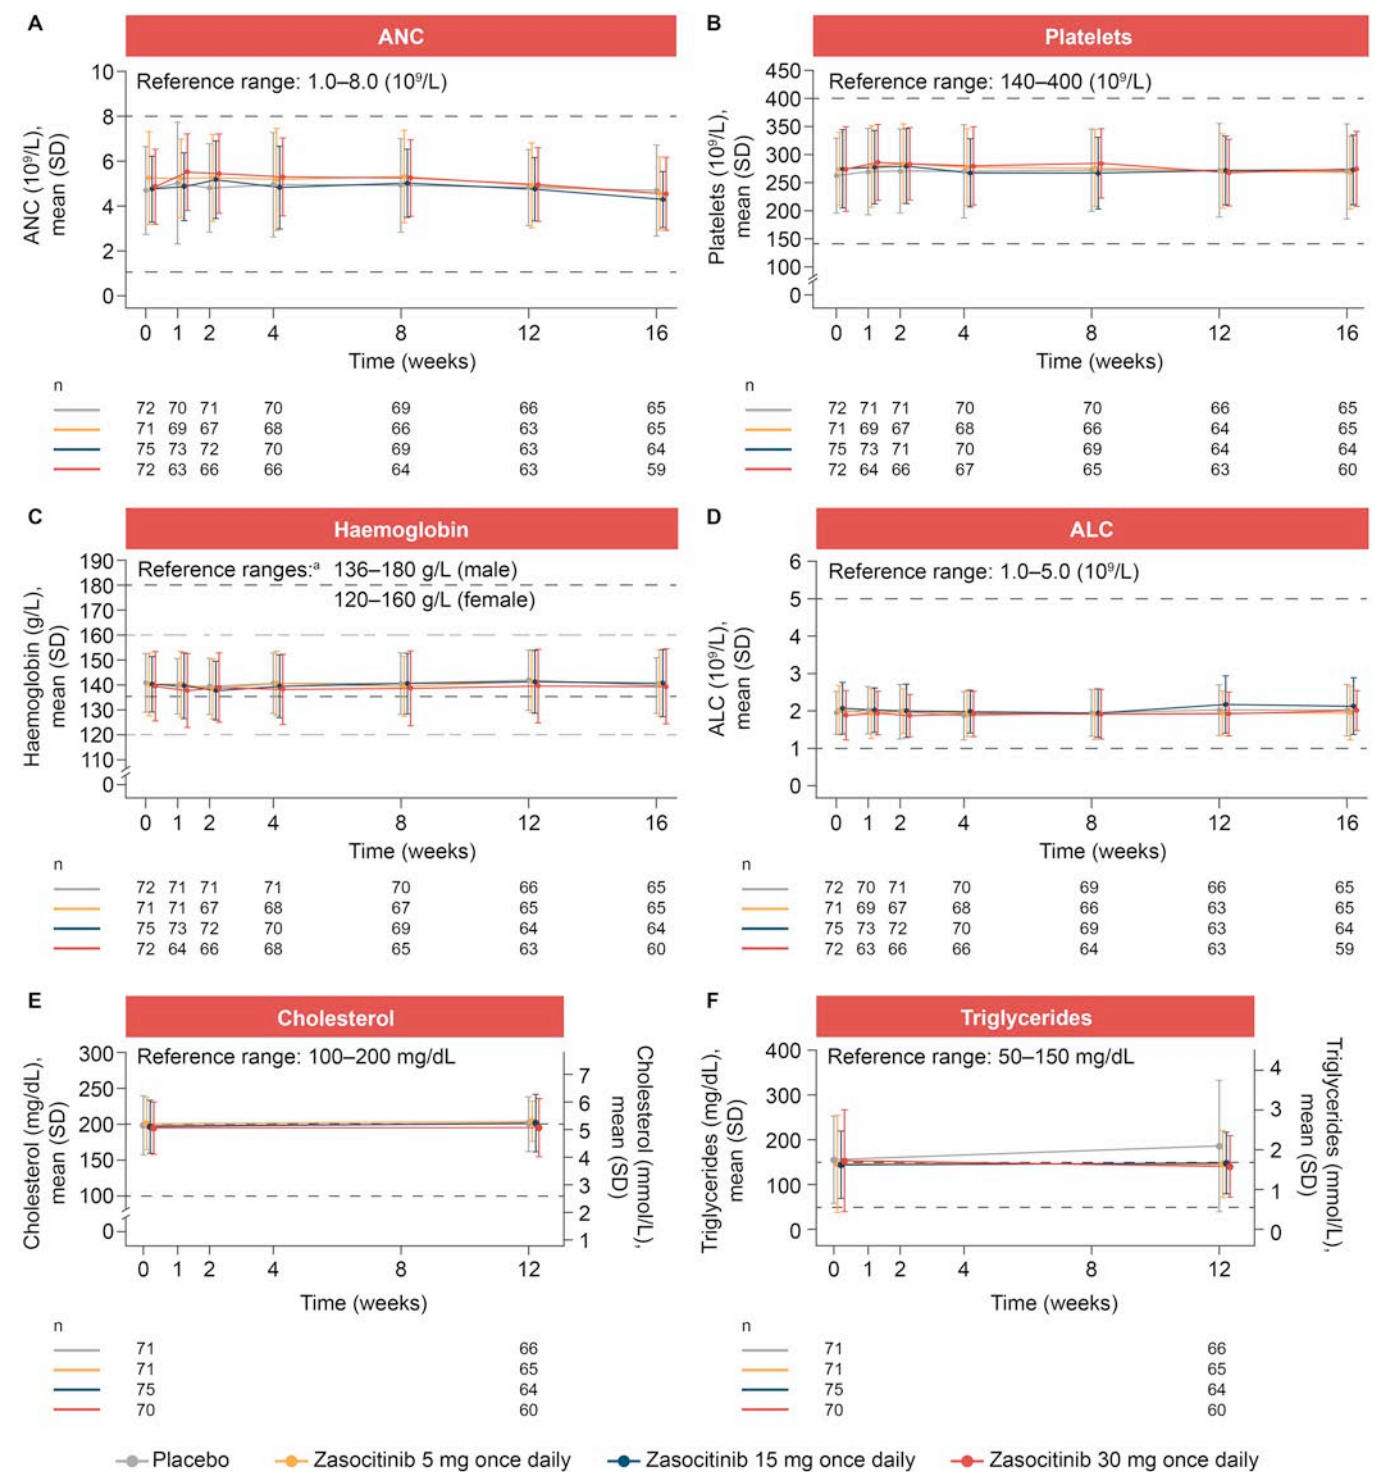 A
ANC
Reference range: 1.0–8.0 (10⁹/L)
ANC (10⁹/L),
mean (SD)
10
8
6
4
2
0
0 1 2 4 8 12 16
Time (weeks)
n
72 70 71 70 69 66 65
71 69 67 68 66 63 65
75 73 72 70 69 63 64
72 63 66 66 64 63 59
B
Platelets
Reference range: 140–400 (10⁹/L)
Platelets (10⁹/L),
mean (SD)
450
400
350
300
250
200
150
100
0
0 1 2 4 8 12 16
Time (weeks)
n
72 71 71 70 70 66 65
71 69 67 68 66 64 65
75 73 71 70 69 64 64
72 64 66 67 65 63 60
C
Haemoglobin
Reference ranges:ᵃ 136–180 g/L (male)
120–160 g/L (female)
Haemoglobin (g/L),
mean (SD)
190
180
170
160
150
140
130
120
110
0
0 1 2 4 8 12 16
Time (weeks)
n
72 71 71 71 70 66 65
71 71 67 68 67 65 65
75 73 72 70 69 64 64
72 64 66 68 65 63 60
D
ALC
Reference range: 1.0–5.0 (10⁹/L)
ALC (10⁹/L),
mean (SD)
6
5
4
3
2
1
0
0 1 2 4 8 12 16
Time (weeks)
n
72 70 71 70 69 66 65
71 69 67 68 66 63 65
75 73 72 70 69 63 64
72 63 66 66 64 63 59
E
Cholesterol
Reference range: 100–200 mg/dL
Cholesterol (mg/dL),
mean (SD)
300
250
200
150
100
0
7
6
5
4
3
2
1
Cholesterol (mmol/L),
mean (SD)
0 1 2 4 8 12
Time (weeks)
n
71 66
71 65
75 64
70 60
F
Triglycerides
Reference range: 50–150 mg/dL
Triglycerides (mg/dL),
mean (SD)
400
300
200
100
0
4
3
2
1
0
Triglycerides (mmol/L),
mean (SD)
0 1 2 4 8 12
Time (weeks)
n
71 66
71 65
75 64
70 60
Placebo Zasocitinib 5 mg once daily Zasocitinib 15 mg once daily Zasocitinib 30 mg once daily